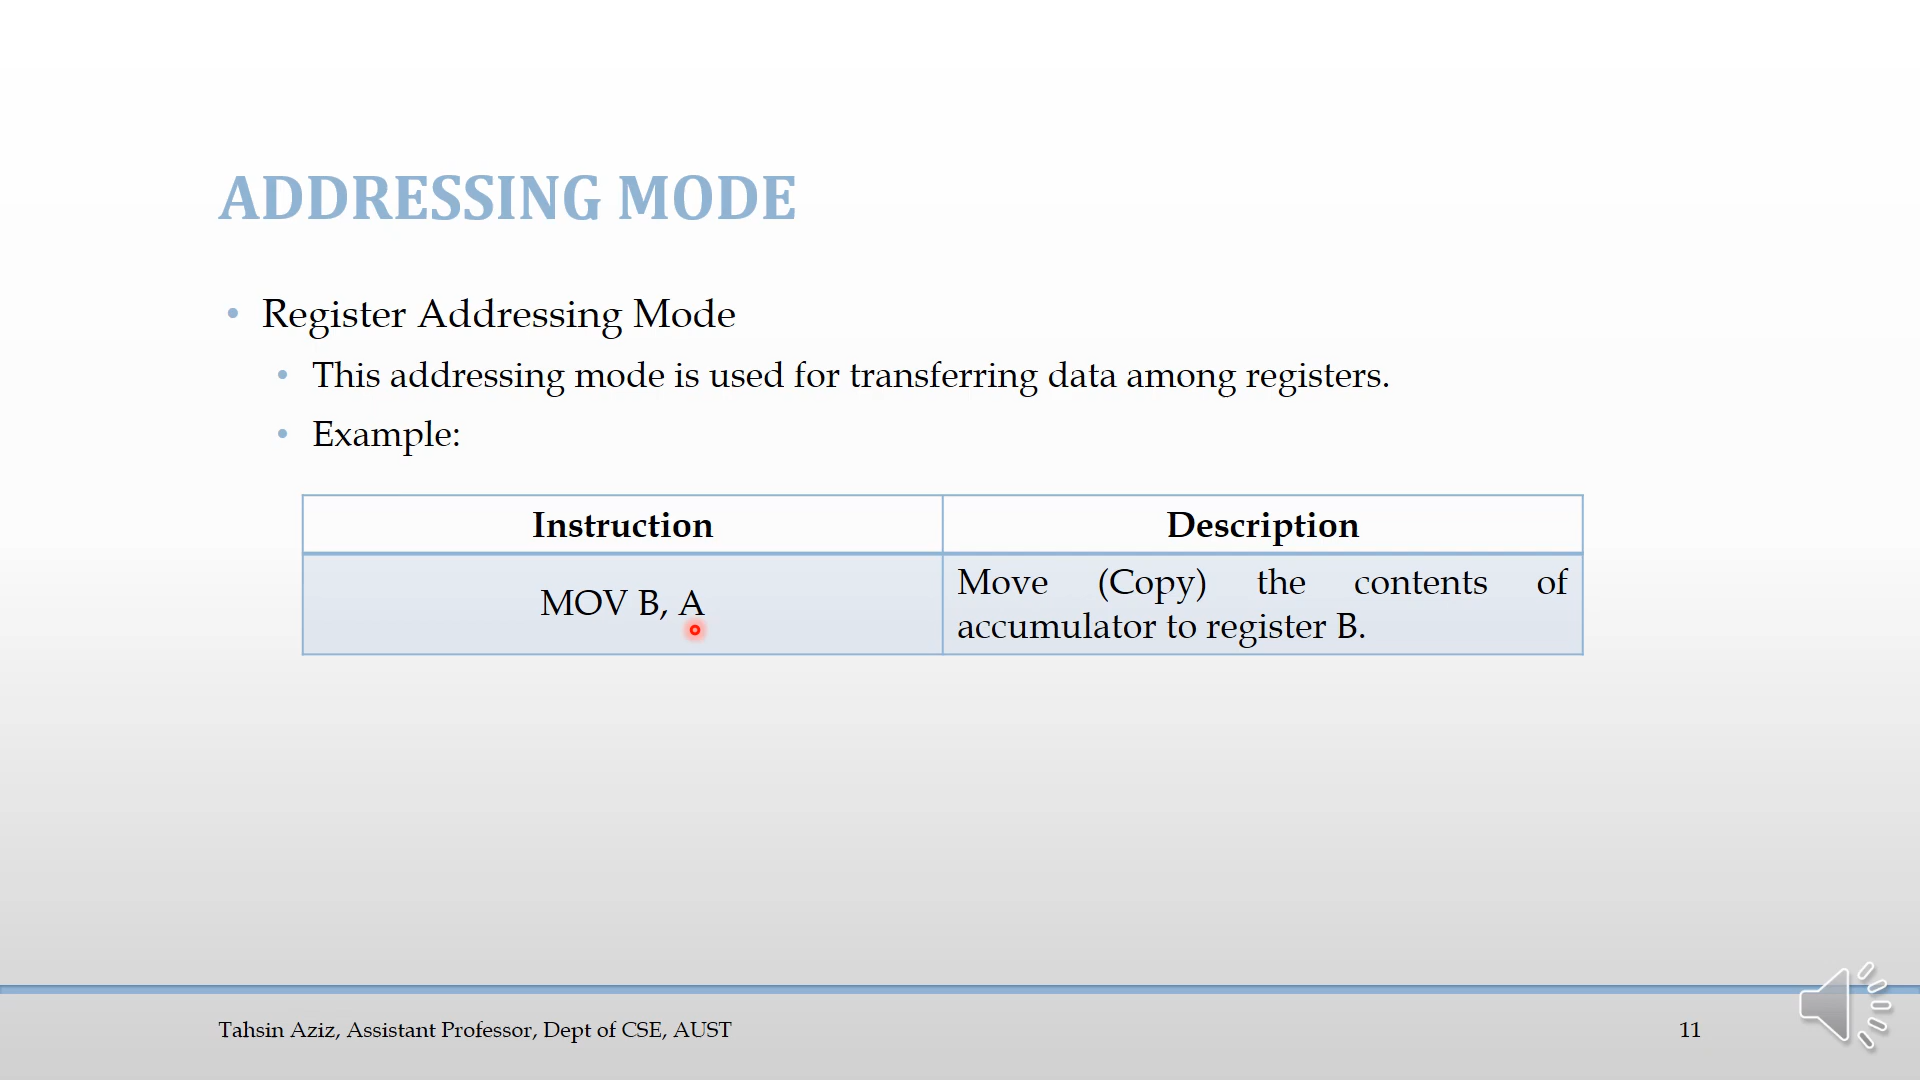 ADDRESSING MODE
• Register Addressing Mode
• This addressing mode is used for transferring data among registers.
• Example:
Instruction
Description
MOV B, A
Move (Copy) the contents of
accumulator to register B.
Tahsin Aziz, Assistant Professor, Dept of CSE, AUST
11